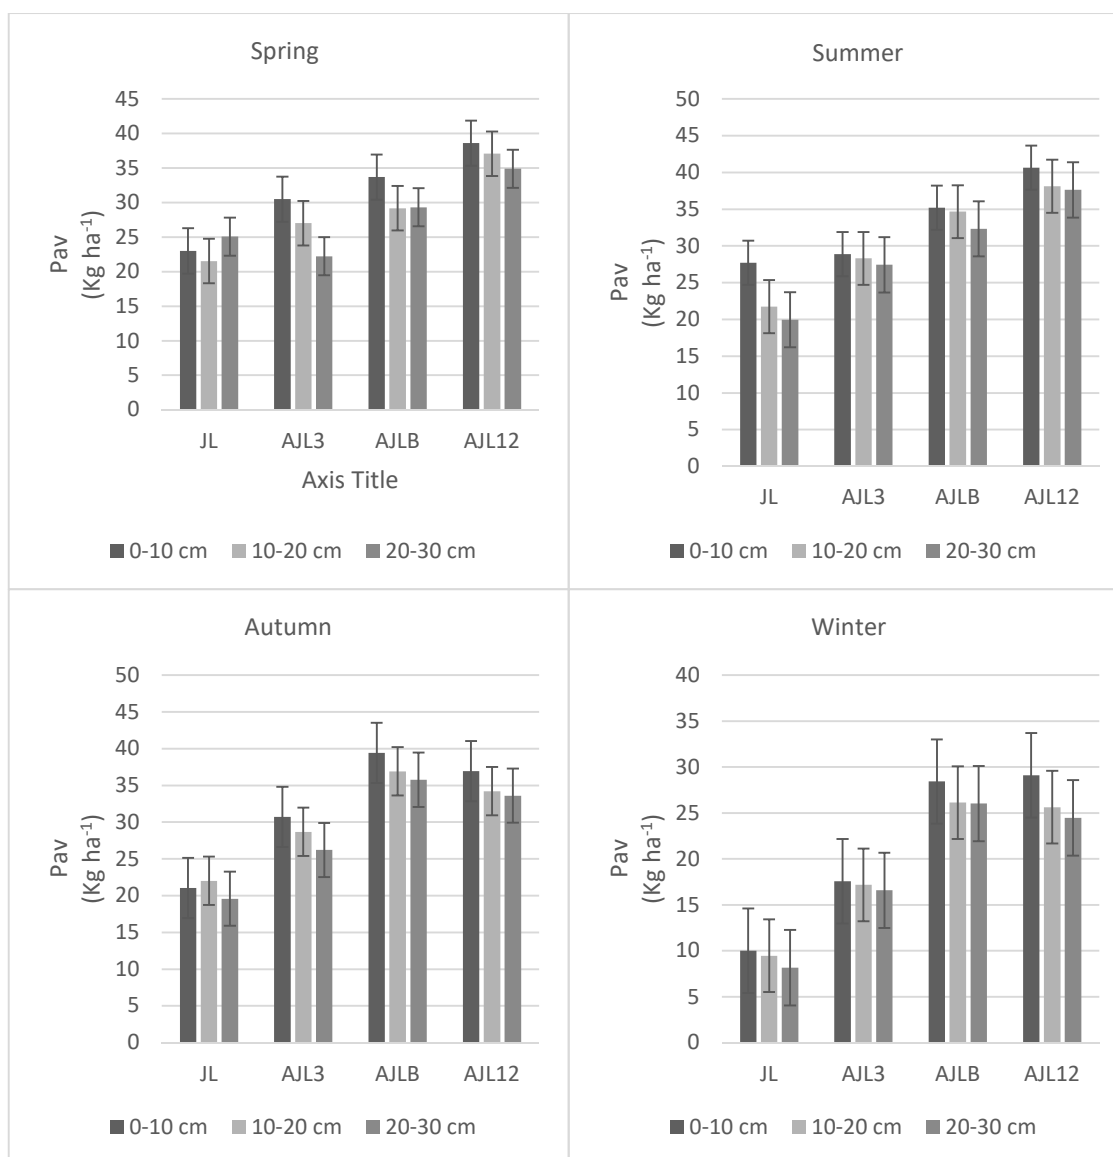 Spring
45
40
35
30
25
20
15
10
5
0
Pav
(Kg ha-1)
JL AJL3 AJLB AJL12
Axis Title
0-10 cm 10-20 cm 20-30 cm
Summer
50
45
40
35
30
25
20
15
10
5
0
Pav
(Kg ha-1)
JL AJL3 AJLB AJL12
0-10 cm 10-20 cm 20-30 cm
Autumn
50
45
40
35
30
25
20
15
10
5
0
Pav
(Kg ha-1)
JL AJL3 AJLB AJL12
0-10 cm 10-20 cm 20-30 cm
Winter
40
35
30
25
20
15
10
5
0
Pav
(Kg ha-1)
JL AJL3 AJLB AJL12
0-10 cm 10-20 cm 20-30 cm